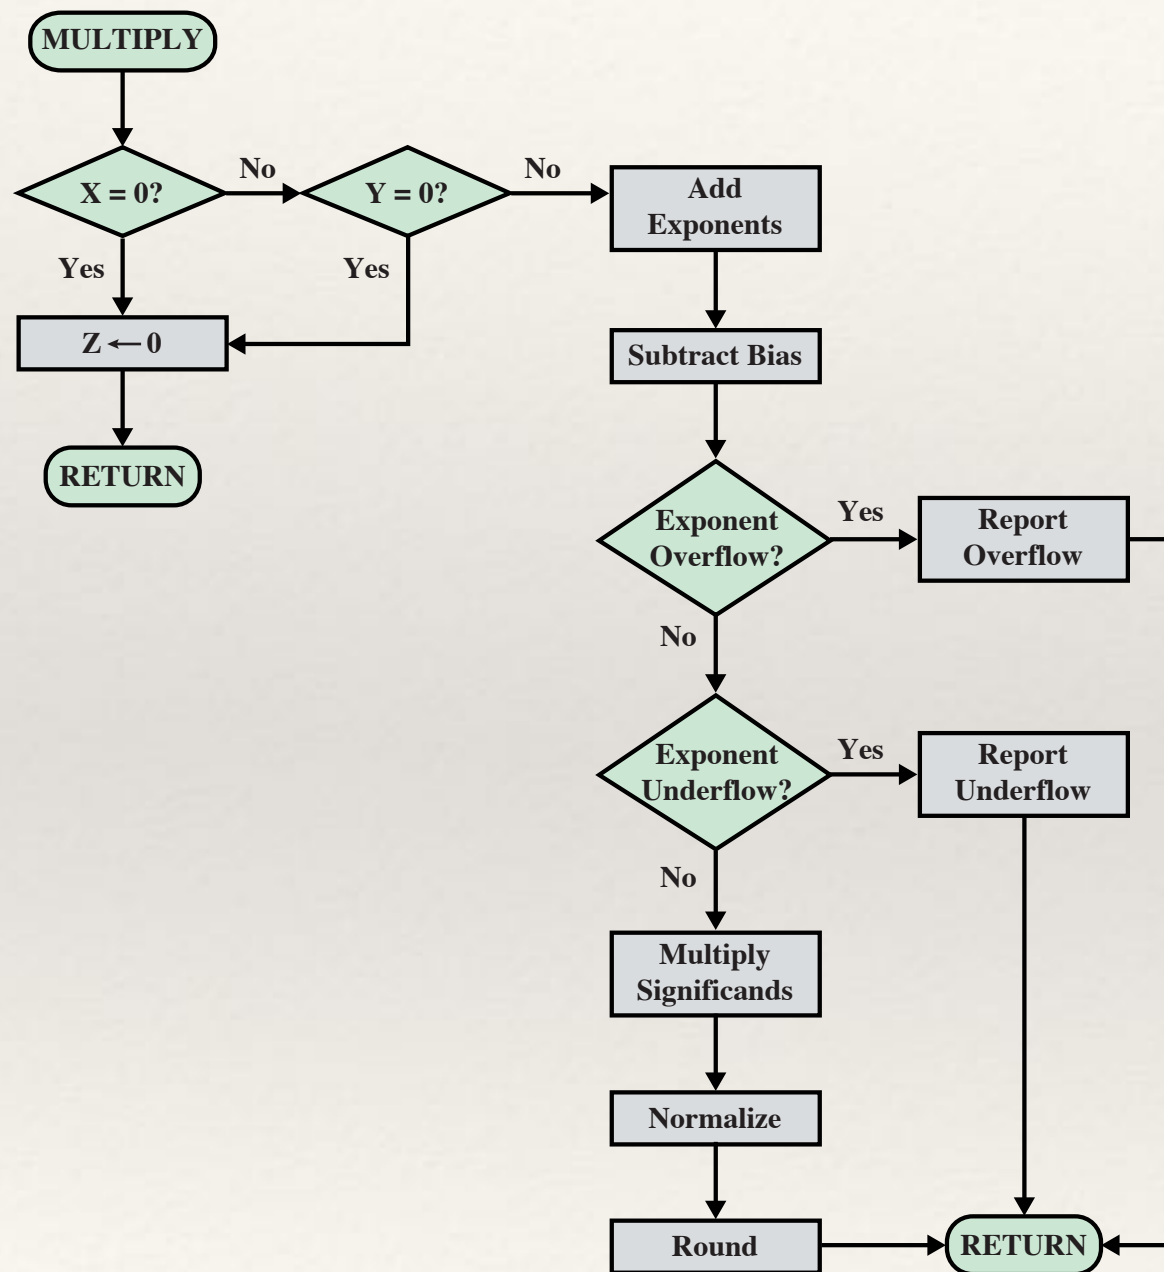 MULTIPLY
X = 0?
No
Y = 0?
No
Add
Exponents
Yes
Yes
Z ← 0
Subtract Bias
RETURN
Exponent
Overflow?
Yes
Report
Overflow
No
Exponent
Underflow?
Yes
Report
Underflow
No
Multiply
Significands
Normalize
Round
RETURN